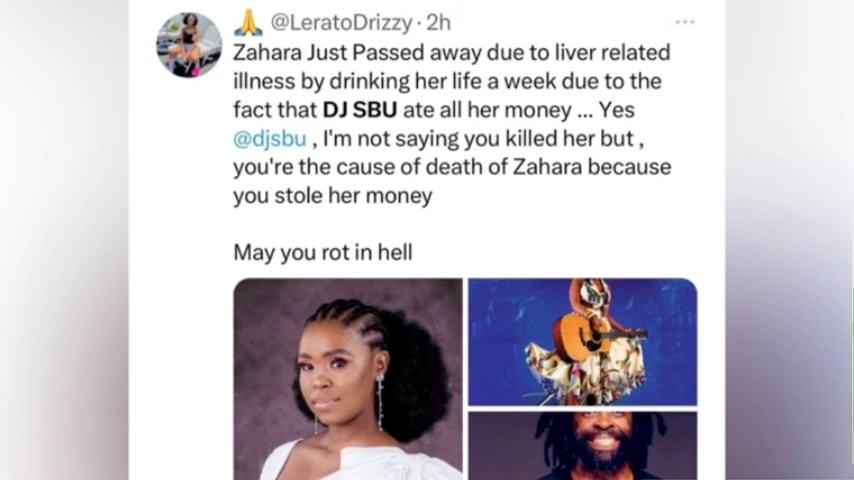 🙏 @LeratoDrizzy · 2h
Zahara Just Passed away due to liver related
illness by drinking her life a week due to the
fact that DJ SBU ate all her money ... Yes
@djsbu , I'm not saying you killed her but ,
you're the cause of death of Zahara because
you stole her money
May you rot in hell